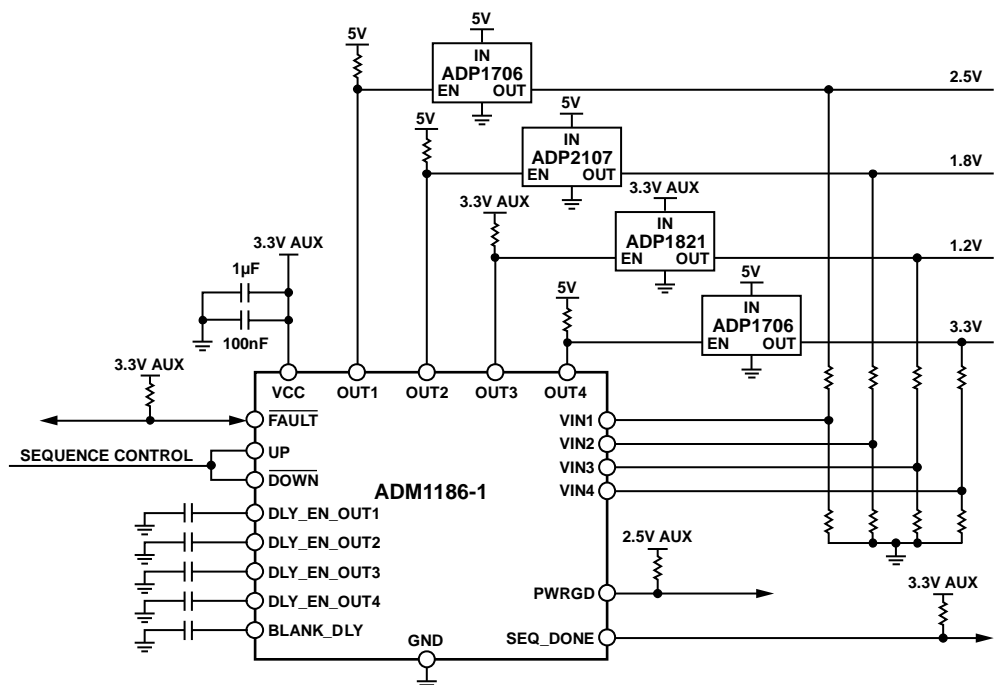 5V
5V
IN
ADP1706
EN OUT
2.5V
5V
5V
IN
ADP2107
EN OUT
1.8V
3.3V AUX
3.3V AUX
IN
ADP1821
EN OUT
1.2V
3.3V AUX
1µF
100nF
5V
5V
IN
ADP1706
EN OUT
3.3V
3.3V AUX
VCC
OUT1
OUT2
OUT3
OUT4
FAULT
SEQUENCE CONTROL
UP
DOWN
DLY_EN_OUT1
DLY_EN_OUT2
DLY_EN_OUT3
DLY_EN_OUT4
BLANK_DLY
ADM1186-1
VIN1
VIN2
VIN3
VIN4
2.5V AUX
PWRGD
3.3V AUX
SEQ_DONE
GND